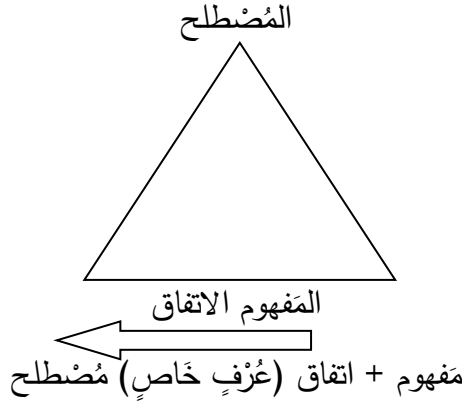 المُصْطلح
المَفهوم الاتفاق
مَفهوم + اتفاق (عُرْفٍ خَاصٍ) مُصْطلح